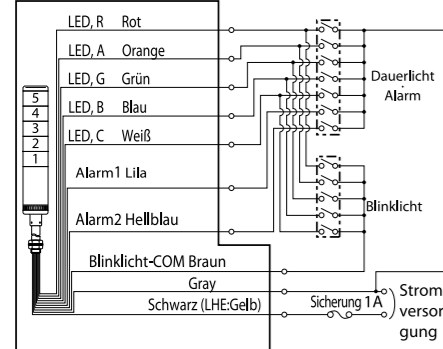 LED, R Rot
LED, A Orange
LED, G Grün
LED, B Blau
LED, C Weiß
Alarm1 Lila
Alarm2 Hellblau
Blinklicht-COM Braun
Gray
Schwarz (LHE:Gelb)
5
4
3
2
1
Dauerlicht
Alarm
Blinklicht
Sicherung 1A
Strom
versor
gung